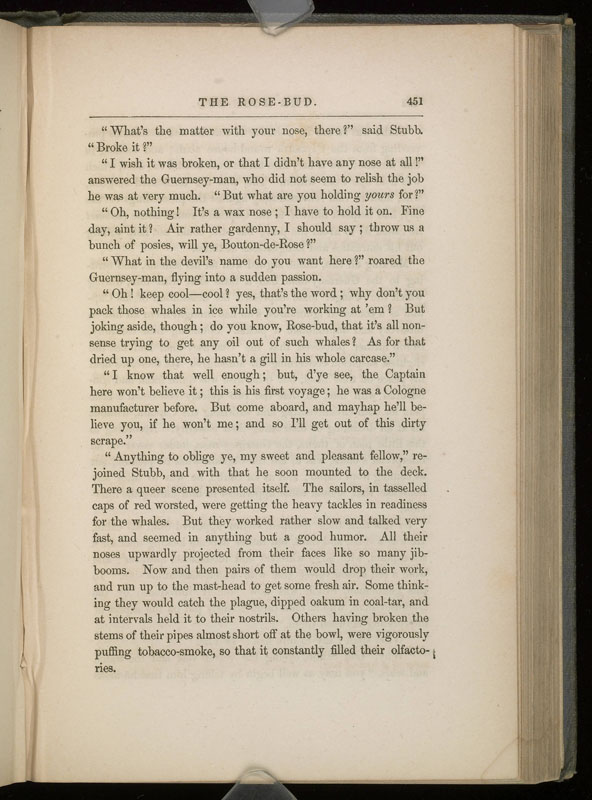 THE ROSE-BUD. 451
"What's the matter with your nose, there?" said Stubb.
"Broke it?"
"I wish it was broken, or that I didn't have any nose at all!"
answered the Guernsey-man, who did not seem to relish the job
he was at very much. "But what are you holding yours for?"
"Oh, nothing! It's a wax nose; I have to hold it on. Fine
day, aint it? Air rather gardenny, I should say; throw us a
bunch of posies, will ye, Bouton-de-Rose?"
"What in the devil's name do you want here?" roared the
Guernsey-man, flying into a sudden passion.
"Oh! keep cool—cool? yes, that's the word; why don't you
pack those whales in ice while you're working at 'em? But
joking aside, though; do you know, Rose-bud, that it's all non-
sense trying to get any oil out of such whales? As for that
dried up one, there, he hasn't a gill in his whole carcase."
"I know that well enough; but, d'ye see, the Captain
here won't believe it; this is his first voyage; he was a Cologne
manufacturer before. But come aboard, and mayhap he'll be-
lieve you, if he won't me; and so I'll get out of this dirty
scrape."
"Anything to oblige ye, my sweet and pleasant fellow," re-
joined Stubb, and with that he soon mounted to the deck.
There a queer scene presented itself. The sailors, in tasselled
caps of red worsted, were getting the heavy tackles in readiness
for the whales. But they worked rather slow and talked very
fast, and seemed in anything but a good humor. All their
noses upwardly projected from their faces like so many jib-
booms. Now and then pairs of them would drop their work,
and run up to the mast-head to get some fresh air. Some think-
ing they would catch the plague, dipped oakum in coal-tar, and
at intervals held it to their nostrils. Others having broken the
stems of their pipes almost short off at the bowl, were vigorously
puffing tobacco-smoke, so that it constantly filled their olfacto-
ries.